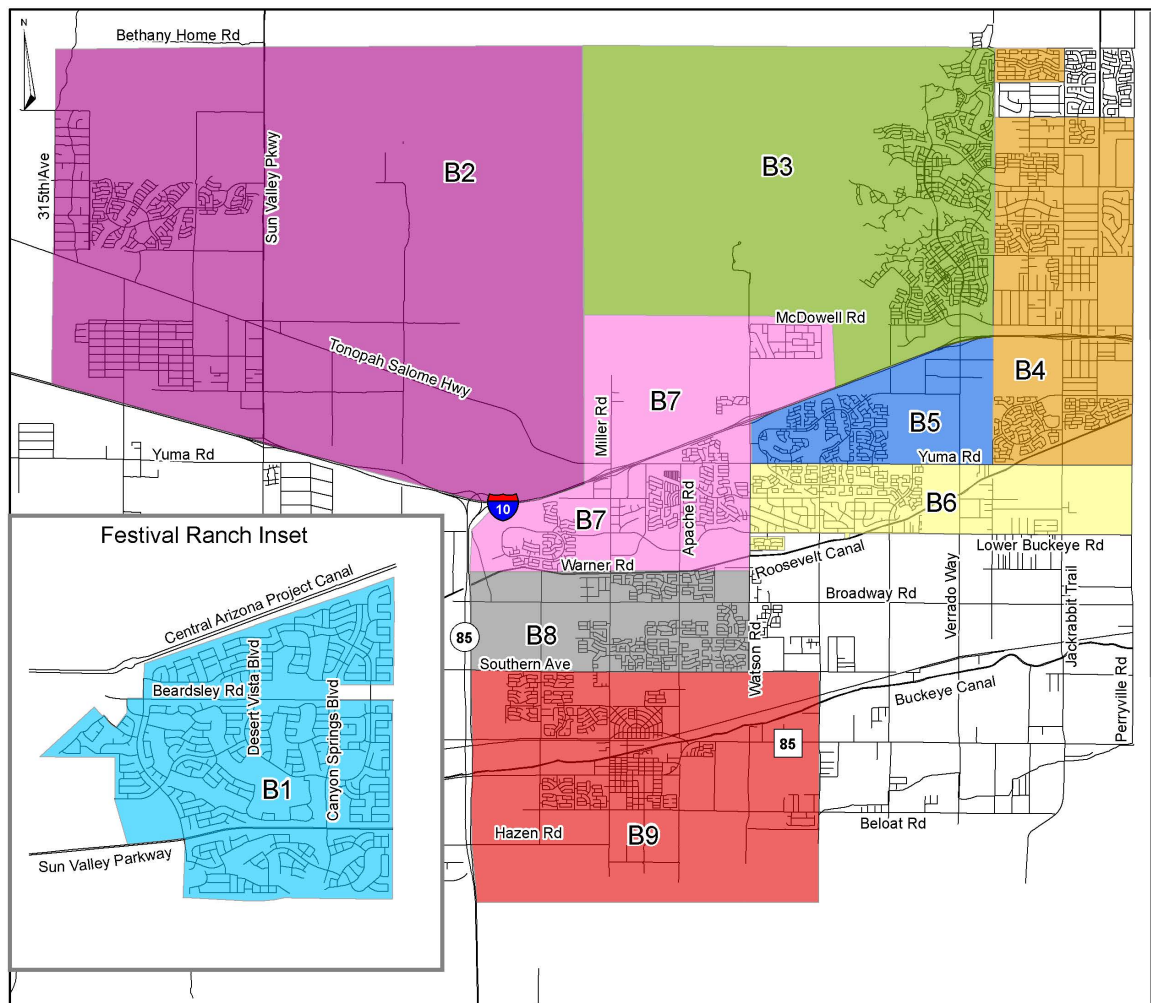 N
Bethany Home Rd
315th Ave
Sun Valley Pkwy
B2
B3
McDowell Rd
Tonopah Salome Hwy
Miller Rd
B7
B4
B5
Yuma Rd
Yuma Rd
10
B7
Apache Rd
B6
Warner Rd
Roosevelt Canal
Lower Buckeye Rd
Broadway Rd
Verrado Way
Jackrabbit Trail
85
B8
Southern Ave
Watson Rd
Buckeye Canal
Perryville Rd
85
Hazen Rd
B9
Beloat Rd
Festival Ranch Inset
Central Arizona Project Canal
Beardsley Rd
Desert Vista Blvd
Canyon Springs Blvd
B1
Sun Valley Parkway